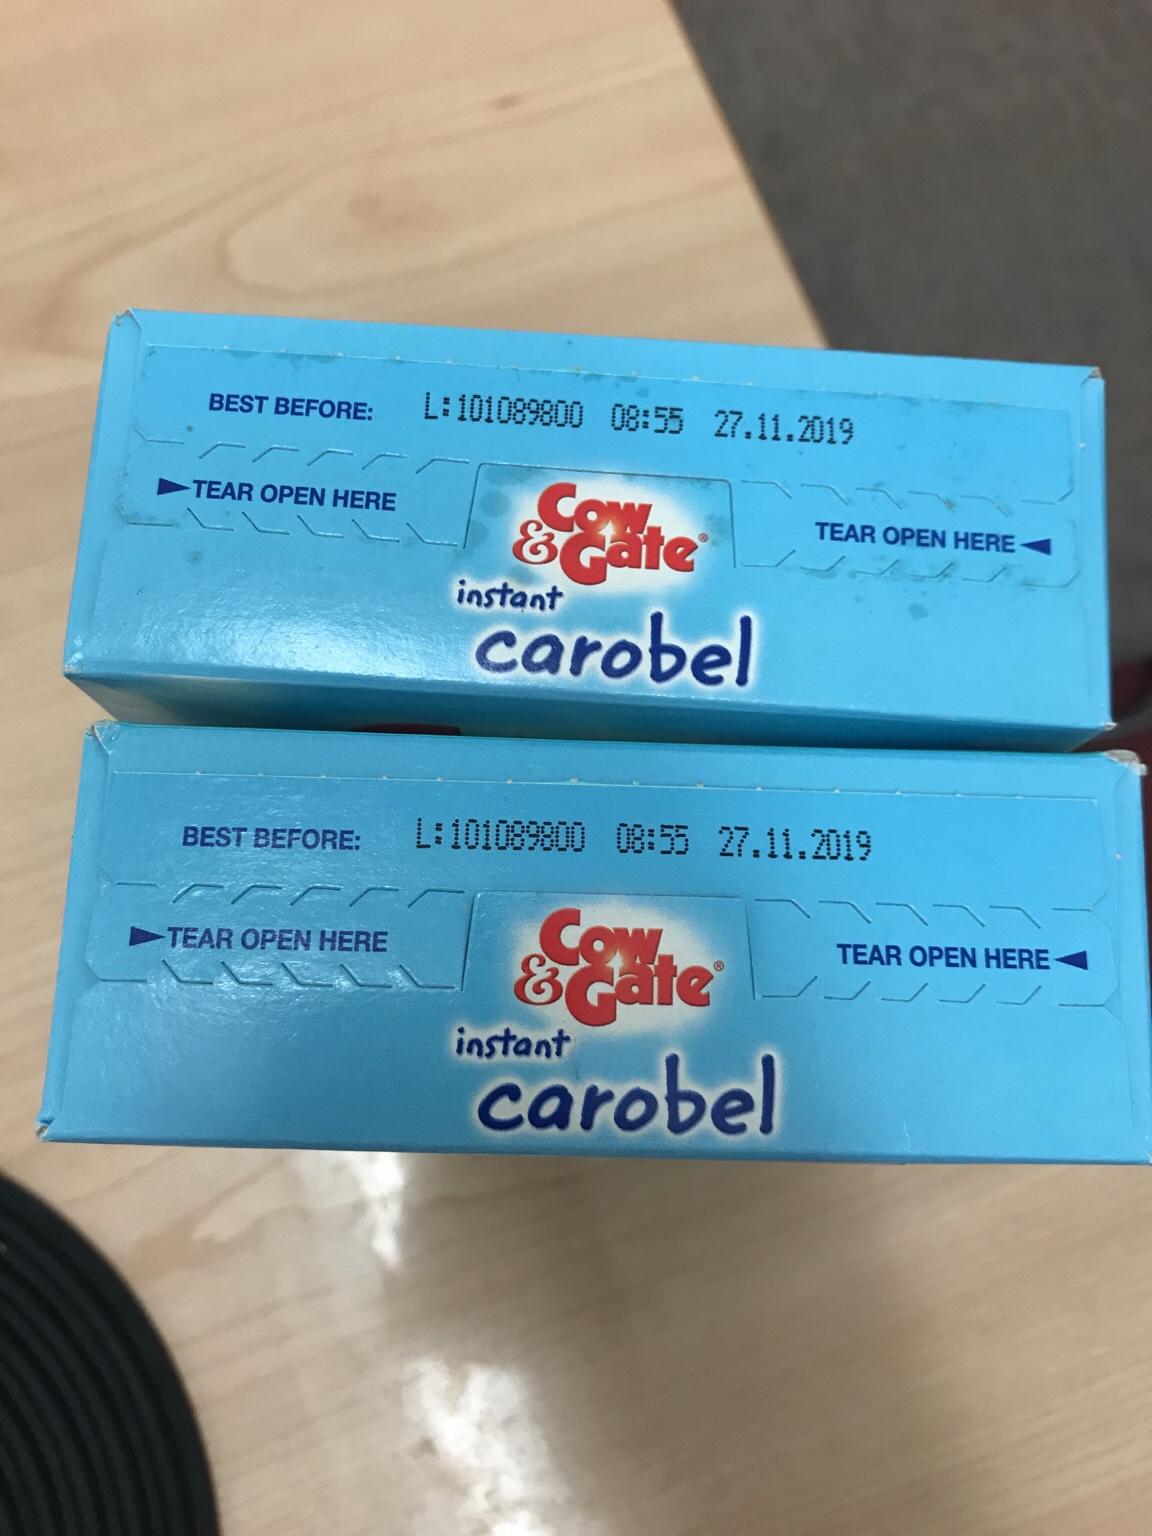 BEST BEFORE: L:101089800 08:55 27.11.2019
TEAR OPEN HERE
Cow
& Gate®
TEAR OPEN HERE
instant
carobel
BEST BEFORE: L:101089800 08:55 27.11.2019
TEAR OPEN HERE
Cow
& Gate®
TEAR OPEN HERE
instant
carobel